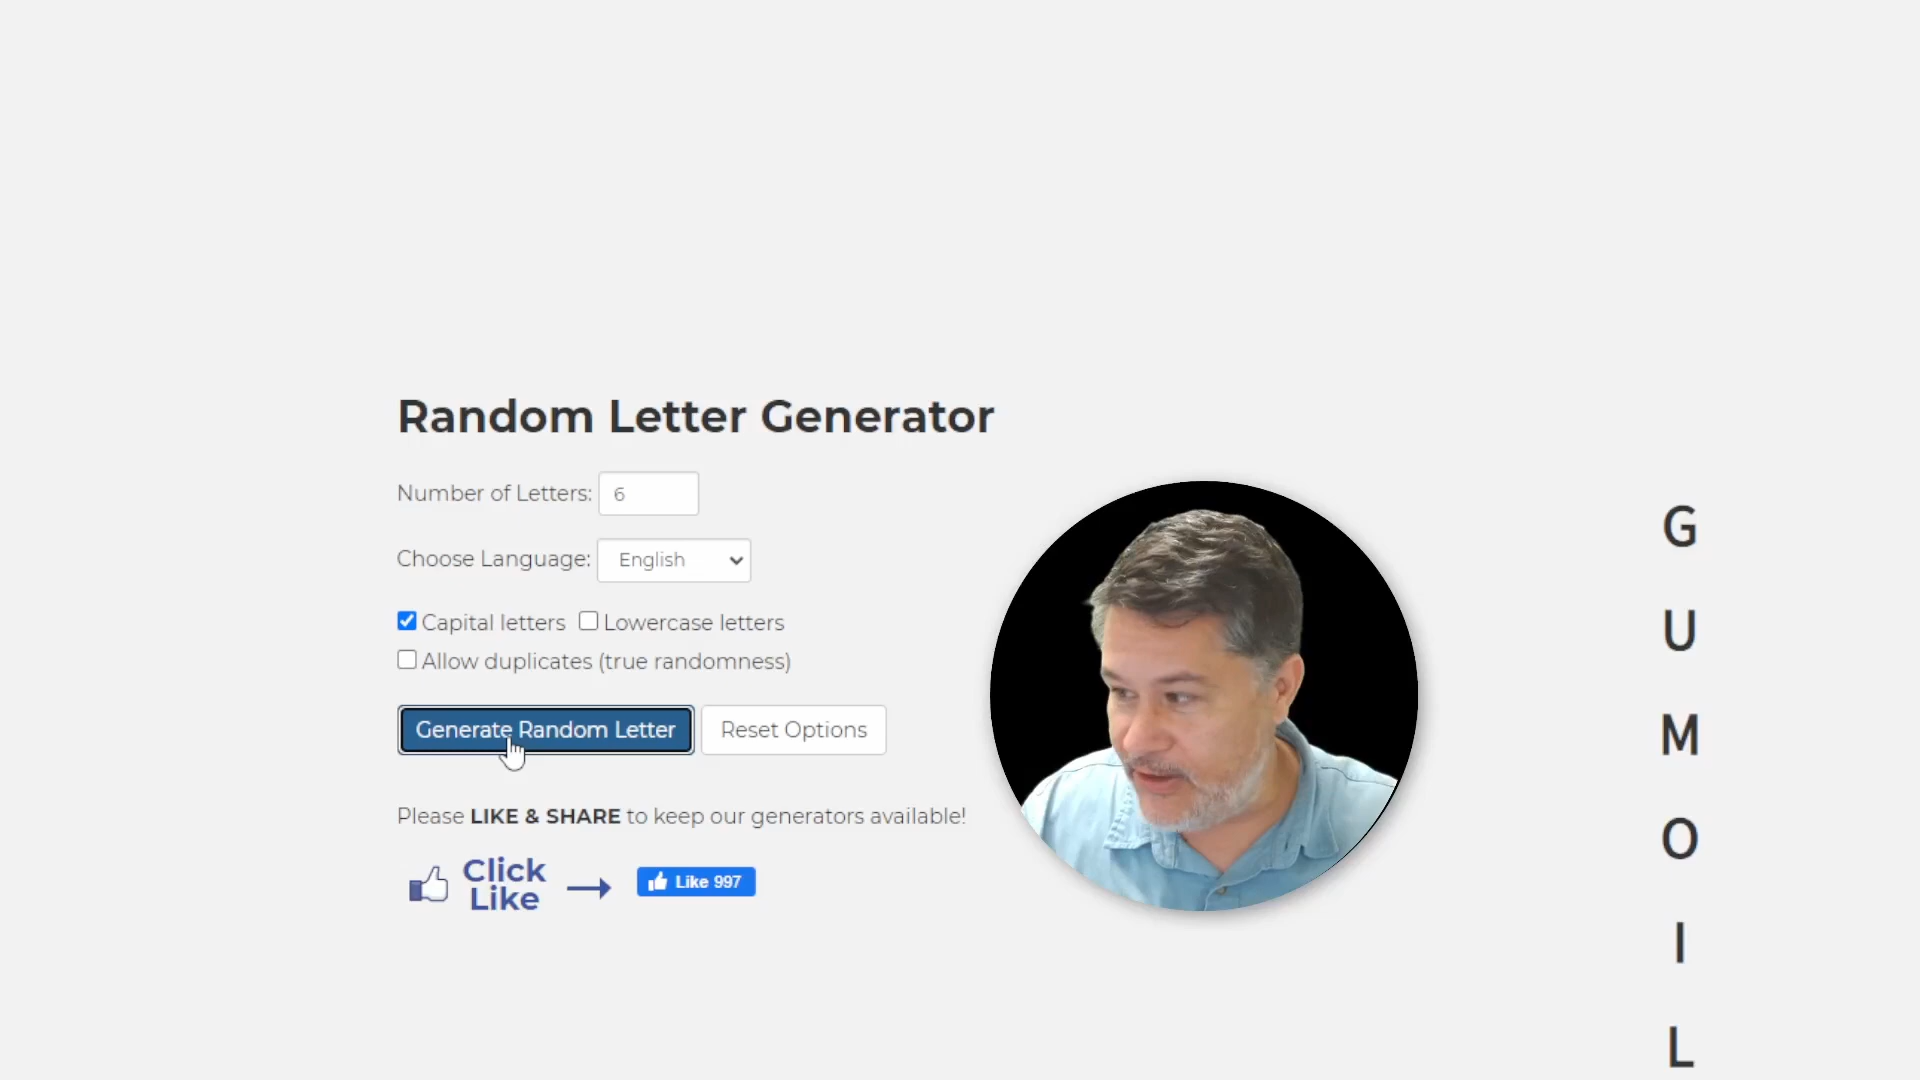 Random Letter Generator
Number of Letters: 6
Choose Language: English
Capital letters Lowercase letters
Allow duplicates (true randomness)
Generate Random Letter Reset Options
Please LIKE & SHARE to keep our generators available!
Click
Like
Like 997
G
U
M
O
I
L